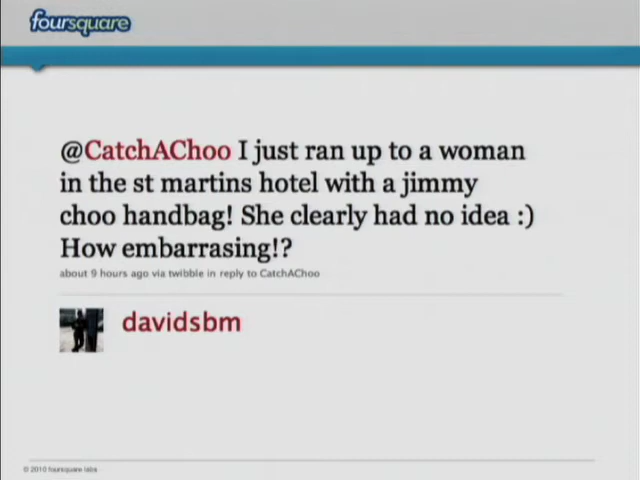 foursquare
@CatchAChoo I just ran up to a woman
in the st martins hotel with a jimmy
choo handbag! She clearly had no idea :)
How embarrasing!?
about 9 hours ago via twibble in reply to CatchAChoo
davidsbm
© 2010 foursquare labs